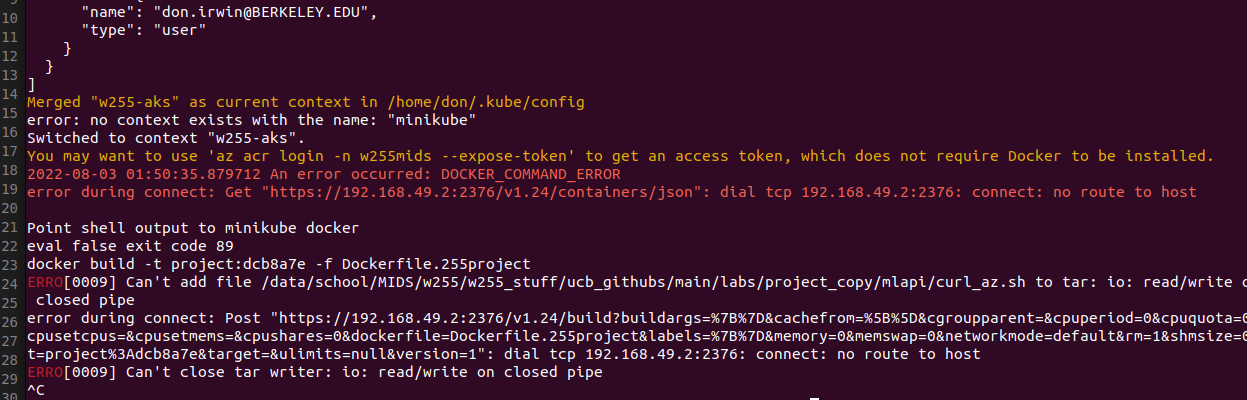 10 "name": "don.irwin@BERKELEY.EDU",
11 "type": "user"
12 }
13 }
14 ]
15 Merged "w255-aks" as current context in /home/don/.kube/config
16 error: no context exists with the name: "minikube"
17 Switched to context "w255-aks".
18 You may want to use 'az acr login -n w255mids --expose-token' to get an access token, which does not require Docker to be installed.
19 2022-08-03 01:50:35.879712 An error occurred: DOCKER_COMMAND_ERROR
20 error during connect: Get "https://192.168.49.2:2376/v1.24/containers/json": dial tcp 192.168.49.2:2376: connect: no route to host
21 Point shell output to minikube docker
22 eval false exit code 89
23 docker build -t project:dcb8a7e -f Dockerfile.255project
24 ERRO[0009] Can't add file /data/school/MIDS/w255/w255_stuff/ucb_githubs/main/labs/project_copy/mlapi/curl_az.sh to tar: io: read/write
25 closed pipe
26 error during connect: Post "https://192.168.49.2:2376/v1.24/build?buildargs=%7B%7D&cachefrom=%5B%5D&cgroupparent=&cpuperiod=0&cpuquota=
27 cpusetcpus=&cpusetmems=&cpushares=0&dockerfile=Dockerfile.255project&labels=%7B%7D&memory=0&memswap=0&networkmode=default&rm=1&shmsize=
28 t=project%3Adcb8a7e&target=&ulimits=null&version=1": dial tcp 192.168.49.2:2376: connect: no route to host
29 ERRO[0009] Can't close tar writer: io: read/write on closed pipe
30 ^C